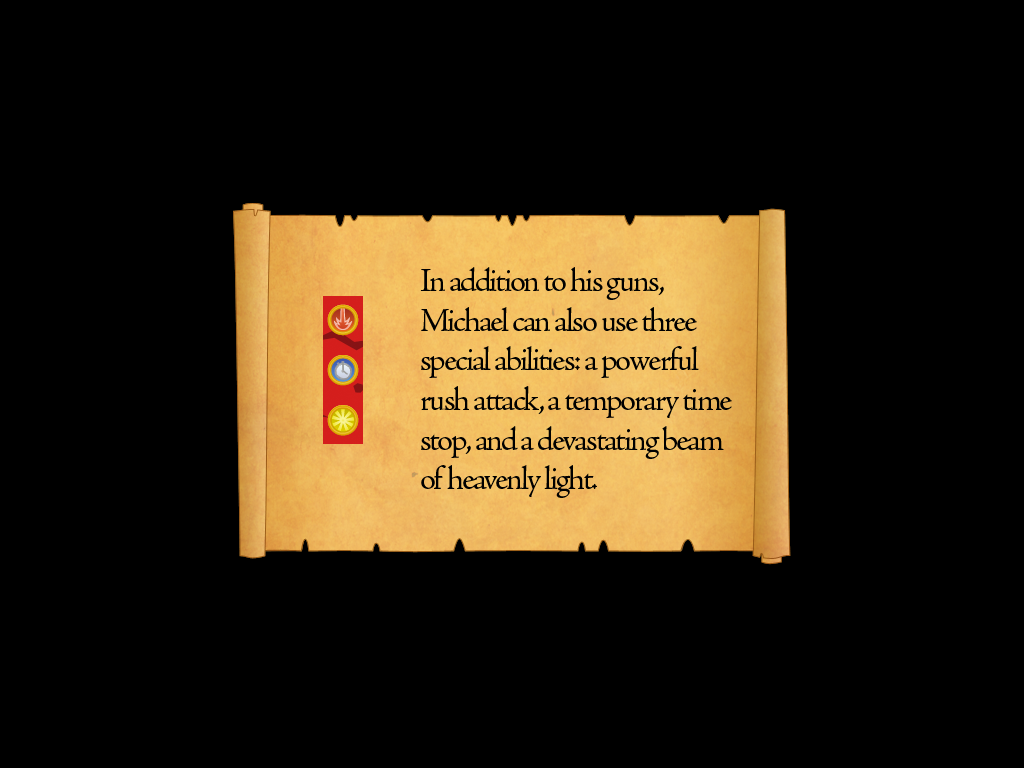 In addition to his guns,
Michael can also use three
special abilities: a powerful
rush attack, a temporary time
stop, and a devastating beam
of heavenly light.